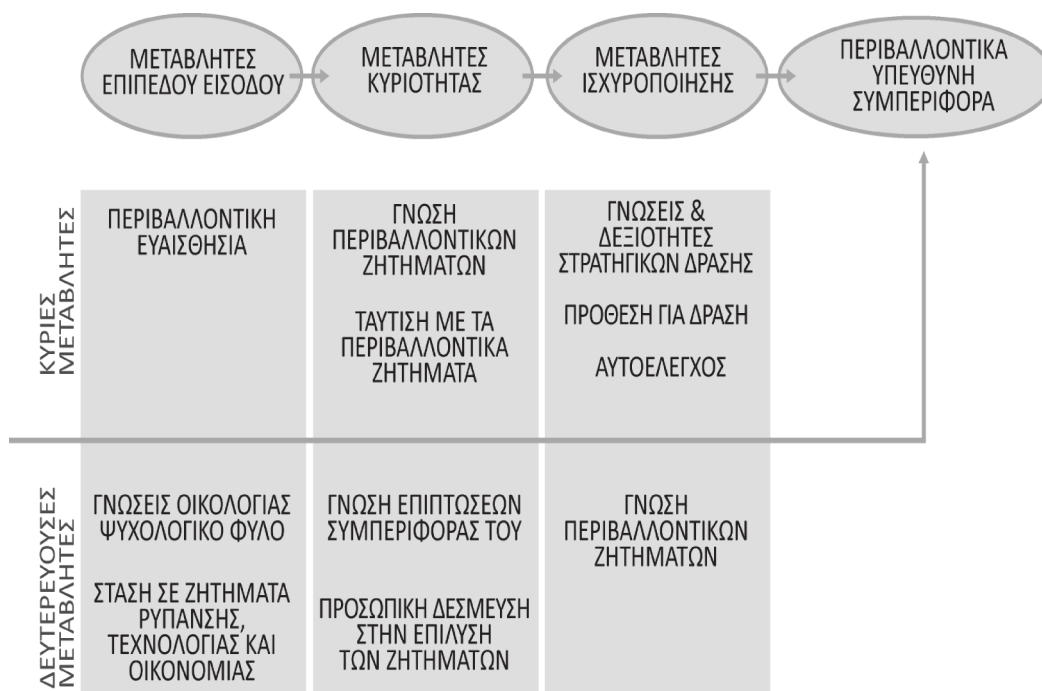 ΜΕΤΑΒΛΗΤΕΣ
ΕΠΙΠΕΔΟΥ ΕΙΣΟΔΟΥ
ΜΕΤΑΒΛΗΤΕΣ
ΚΥΡΙΟΤΗΤΑΣ
ΜΕΤΑΒΛΗΤΕΣ
ΙΣΧΥΡΟΠΟΙΗΣΗΣ
ΠΕΡΙΒΑΛΛΟΝΤΙΚΑ
ΥΠΕΥΘΥΝΗ
ΣΥΜΠΕΡΙΦΟΡΑ
ΚΥΡΙΕΣ
ΜΕΤΑΒΛΗΤΕΣ
ΠΕΡΙΒΑΛΛΟΝΤΙΚΗ
ΕΥΑΙΣΘΗΣΙΑ
ΓΝΩΣΗ
ΠΕΡΙΒΑΛΛΟΝΤΙΚΩΝ
ΖΗΤΗΜΑΤΩΝ
ΤΑΥΤΙΣΗ ΜΕ ΤΑ
ΠΕΡΙΒΑΛΛΟΝΤΙΚΑ
ΖΗΤΗΜΑΤΑ
ΓΝΩΣΕΙΣ &
ΔΕΞΙΟΤΗΤΕΣ
ΣΤΡΑΤΗΓΙΚΩΝ ΔΡΑΣΗΣ
ΠΡΟΘΕΣΗ ΓΙΑ ΔΡΑΣΗ
ΑΥΤΟΕΛΕΓΧΟΣ
ΔΕΥΤΕΡΕΥΟΥΣΕΣ
ΜΕΤΑΒΛΗΤΕΣ
ΓΝΩΣΕΙΣ ΟΙΚΟΛΟΓΙΑΣ
ΨΥΧΟΛΟΓΙΚΟ ΦΥΛΟ
ΣΤΑΣΗ ΣΕ ΖΗΤΗΜΑΤΑ
ΡΥΠΑΝΣΗΣ,
ΤΕΧΝΟΛΟΓΙΑΣ ΚΑΙ
ΟΙΚΟΝΟΜΙΑΣ
ΓΝΩΣΗ ΕΠΙΠΤΩΣΕΩΝ
ΣΥΜΠΕΡΙΦΟΡΑΣ ΤΟΥ
ΠΡΟΣΩΠΙΚΗ ΔΕΣΜΕΥΣΗ
ΣΤΗΝ ΕΠΙΛΥΣΗ
ΤΩΝ ΖΗΤΗΜΑΤΩΝ
ΓΝΩΣΗ
ΠΕΡΙΒΑΛΛΟΝΤΙΚΩΝ
ΖΗΤΗΜΑΤΩΝ